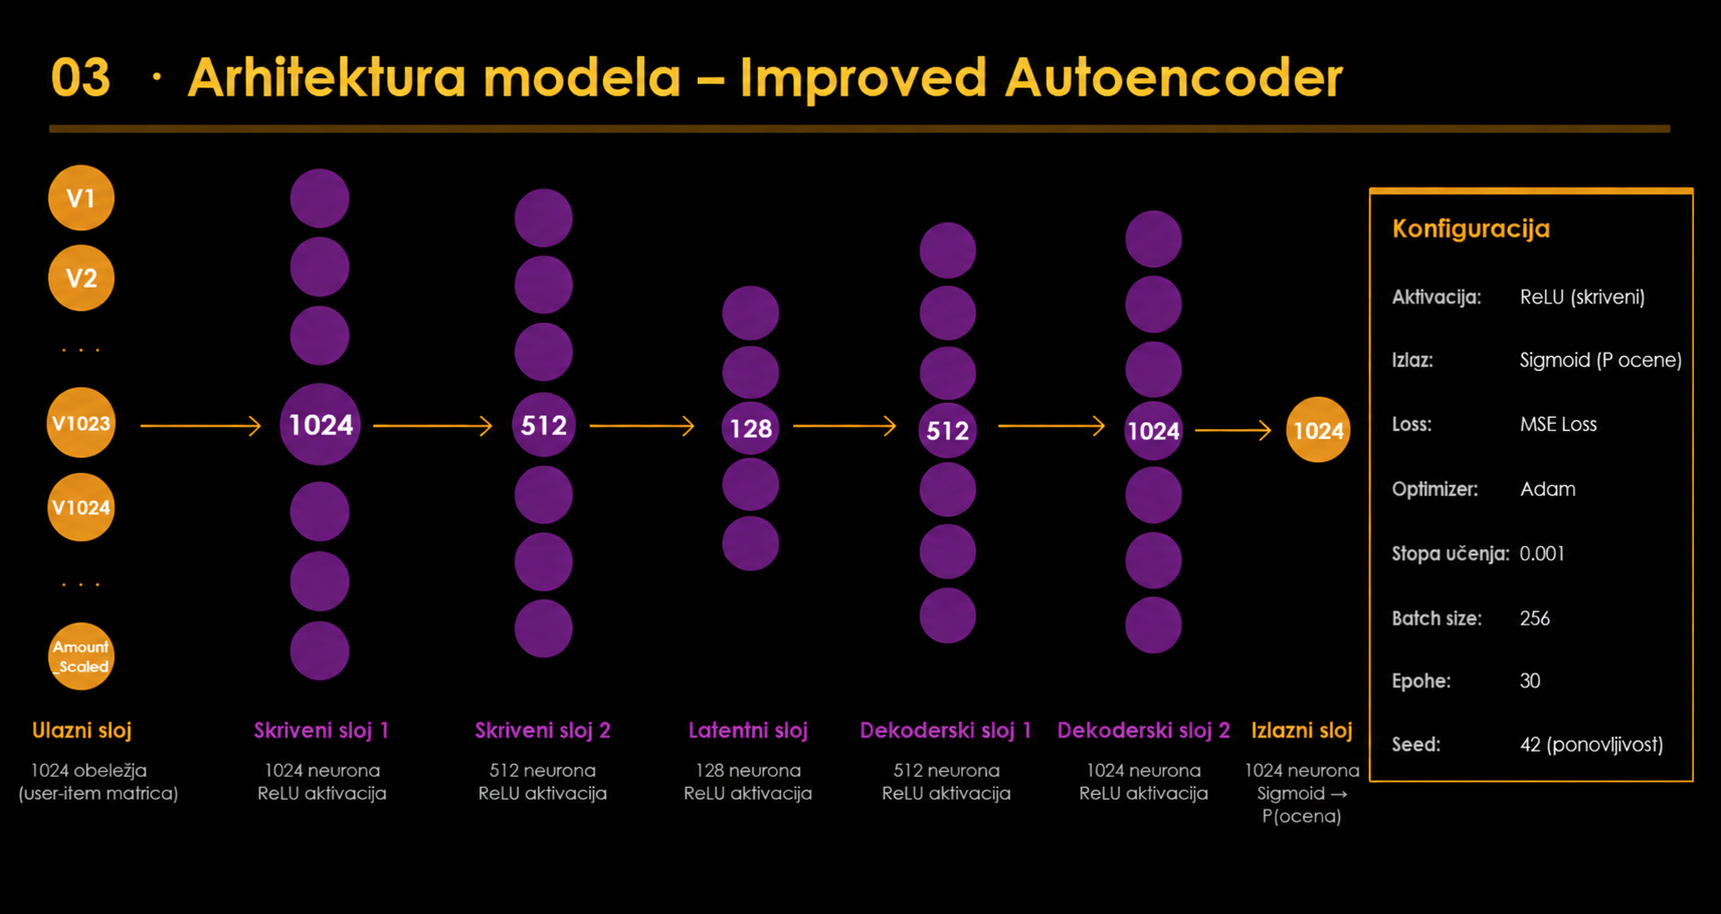 03 · Arhitektura modela – Improved Autoencoder
V1
V2
. . .
V1023
V1024
. . .
Amount
_Scaled
1024
512
128
512
1024
1024
Ulazni sloj
1024 obeležja
(user-item matrica)
Skriveni sloj 1
1024 neurona
ReLU aktivacija
Skriveni sloj 2
512 neurona
ReLU aktivacija
Latentni sloj
128 neurona
ReLU aktivacija
Dekoderski sloj 1
512 neurona
ReLU aktivacija
Dekoderski sloj 2
1024 neurona
ReLU aktivacija
Izlazni sloj
1024 neurona
Sigmoid →
P(ocena)
Konfiguracija
Aktivacija: ReLU (skriveni)
Izlaz: Sigmoid (P ocene)
Loss: MSE Loss
Optimizer: Adam
Stopa učenja: 0.001
Batch size: 256
Epohe: 30
Seed: 42 (ponovljivost)